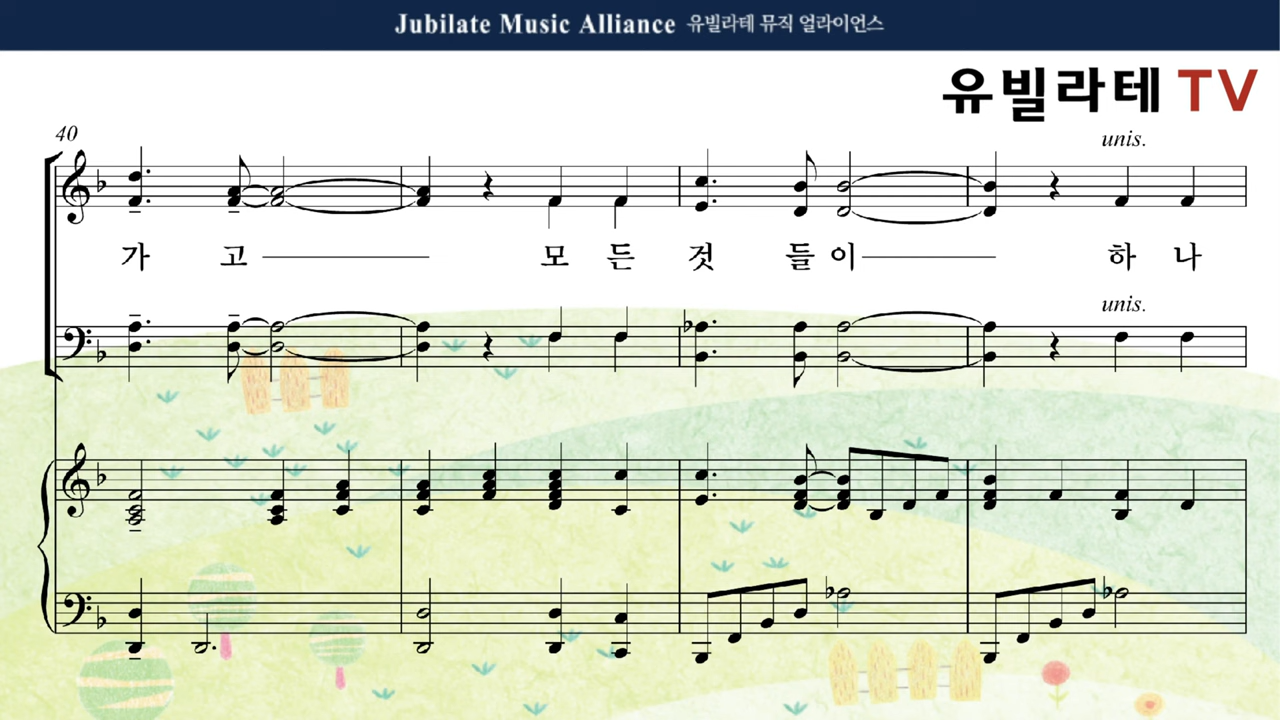 Jubilate Music Alliance 유빌라테 뮤직 얼라이언스
유빌라테 TV
40
unis.
가 고 모 든 것 들 이 하 나
unis.